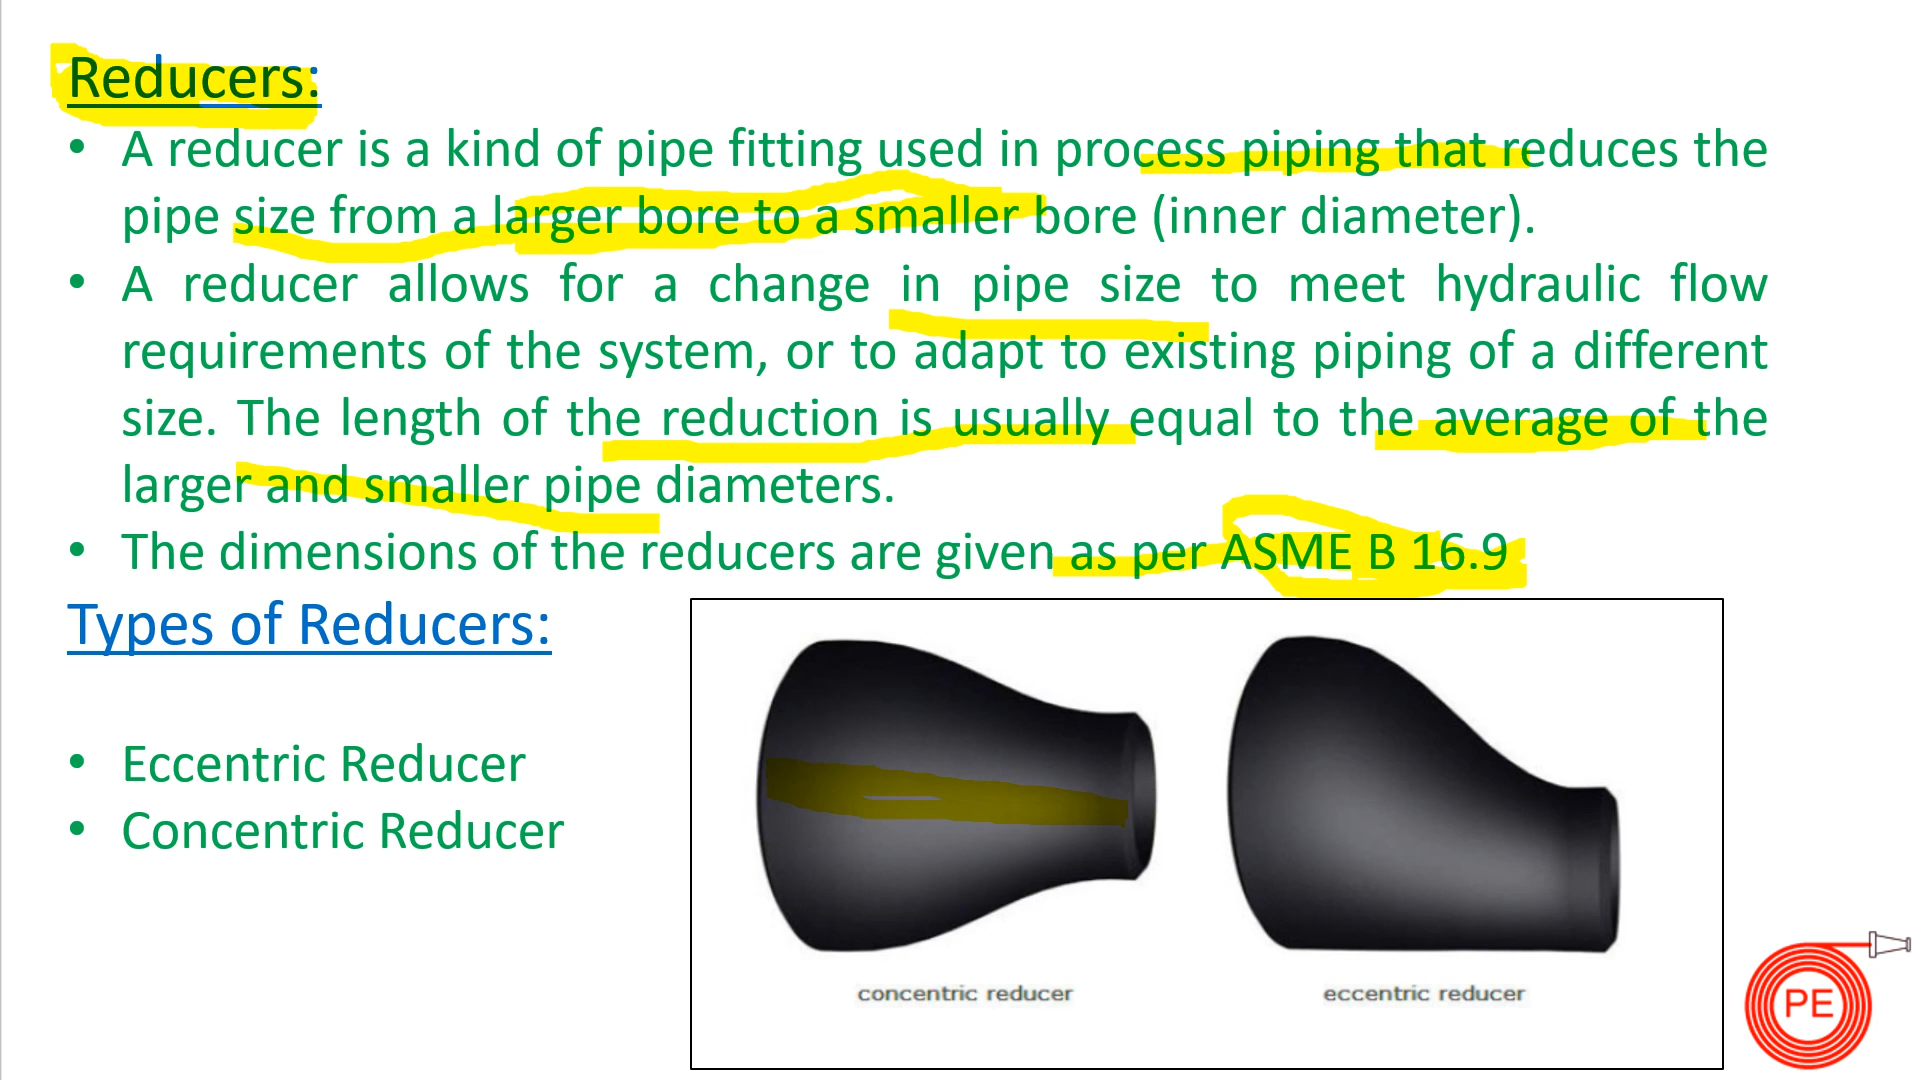 Reducers:
• A reducer is a kind of pipe fitting used in process piping that reduces the
pipe size from a larger bore to a smaller bore (inner diameter).
• A reducer allows for a change in pipe size to meet hydraulic flow
requirements of the system, or to adapt to existing piping of a different
size. The length of the reduction is usually equal to the average of the
larger and smaller pipe diameters.
• The dimensions of the reducers are given as per ASME B 16.9
Types of Reducers:
• Eccentric Reducer
• Concentric Reducer
concentric reducer
eccentric reducer
PE